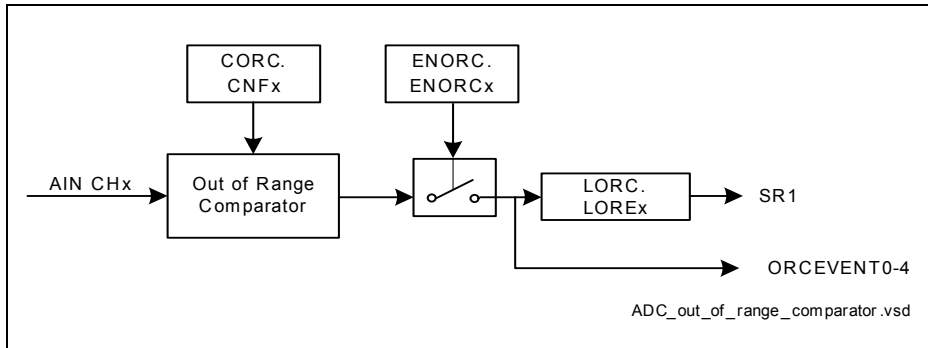 CORC.
CNFx
ENORC.
ENORCx
AIN CHx
Out of Range
Comparator
LORC.
LOREx
SR1
ORCEVENT0-4
ADC_out_of_range_comparator.vsd